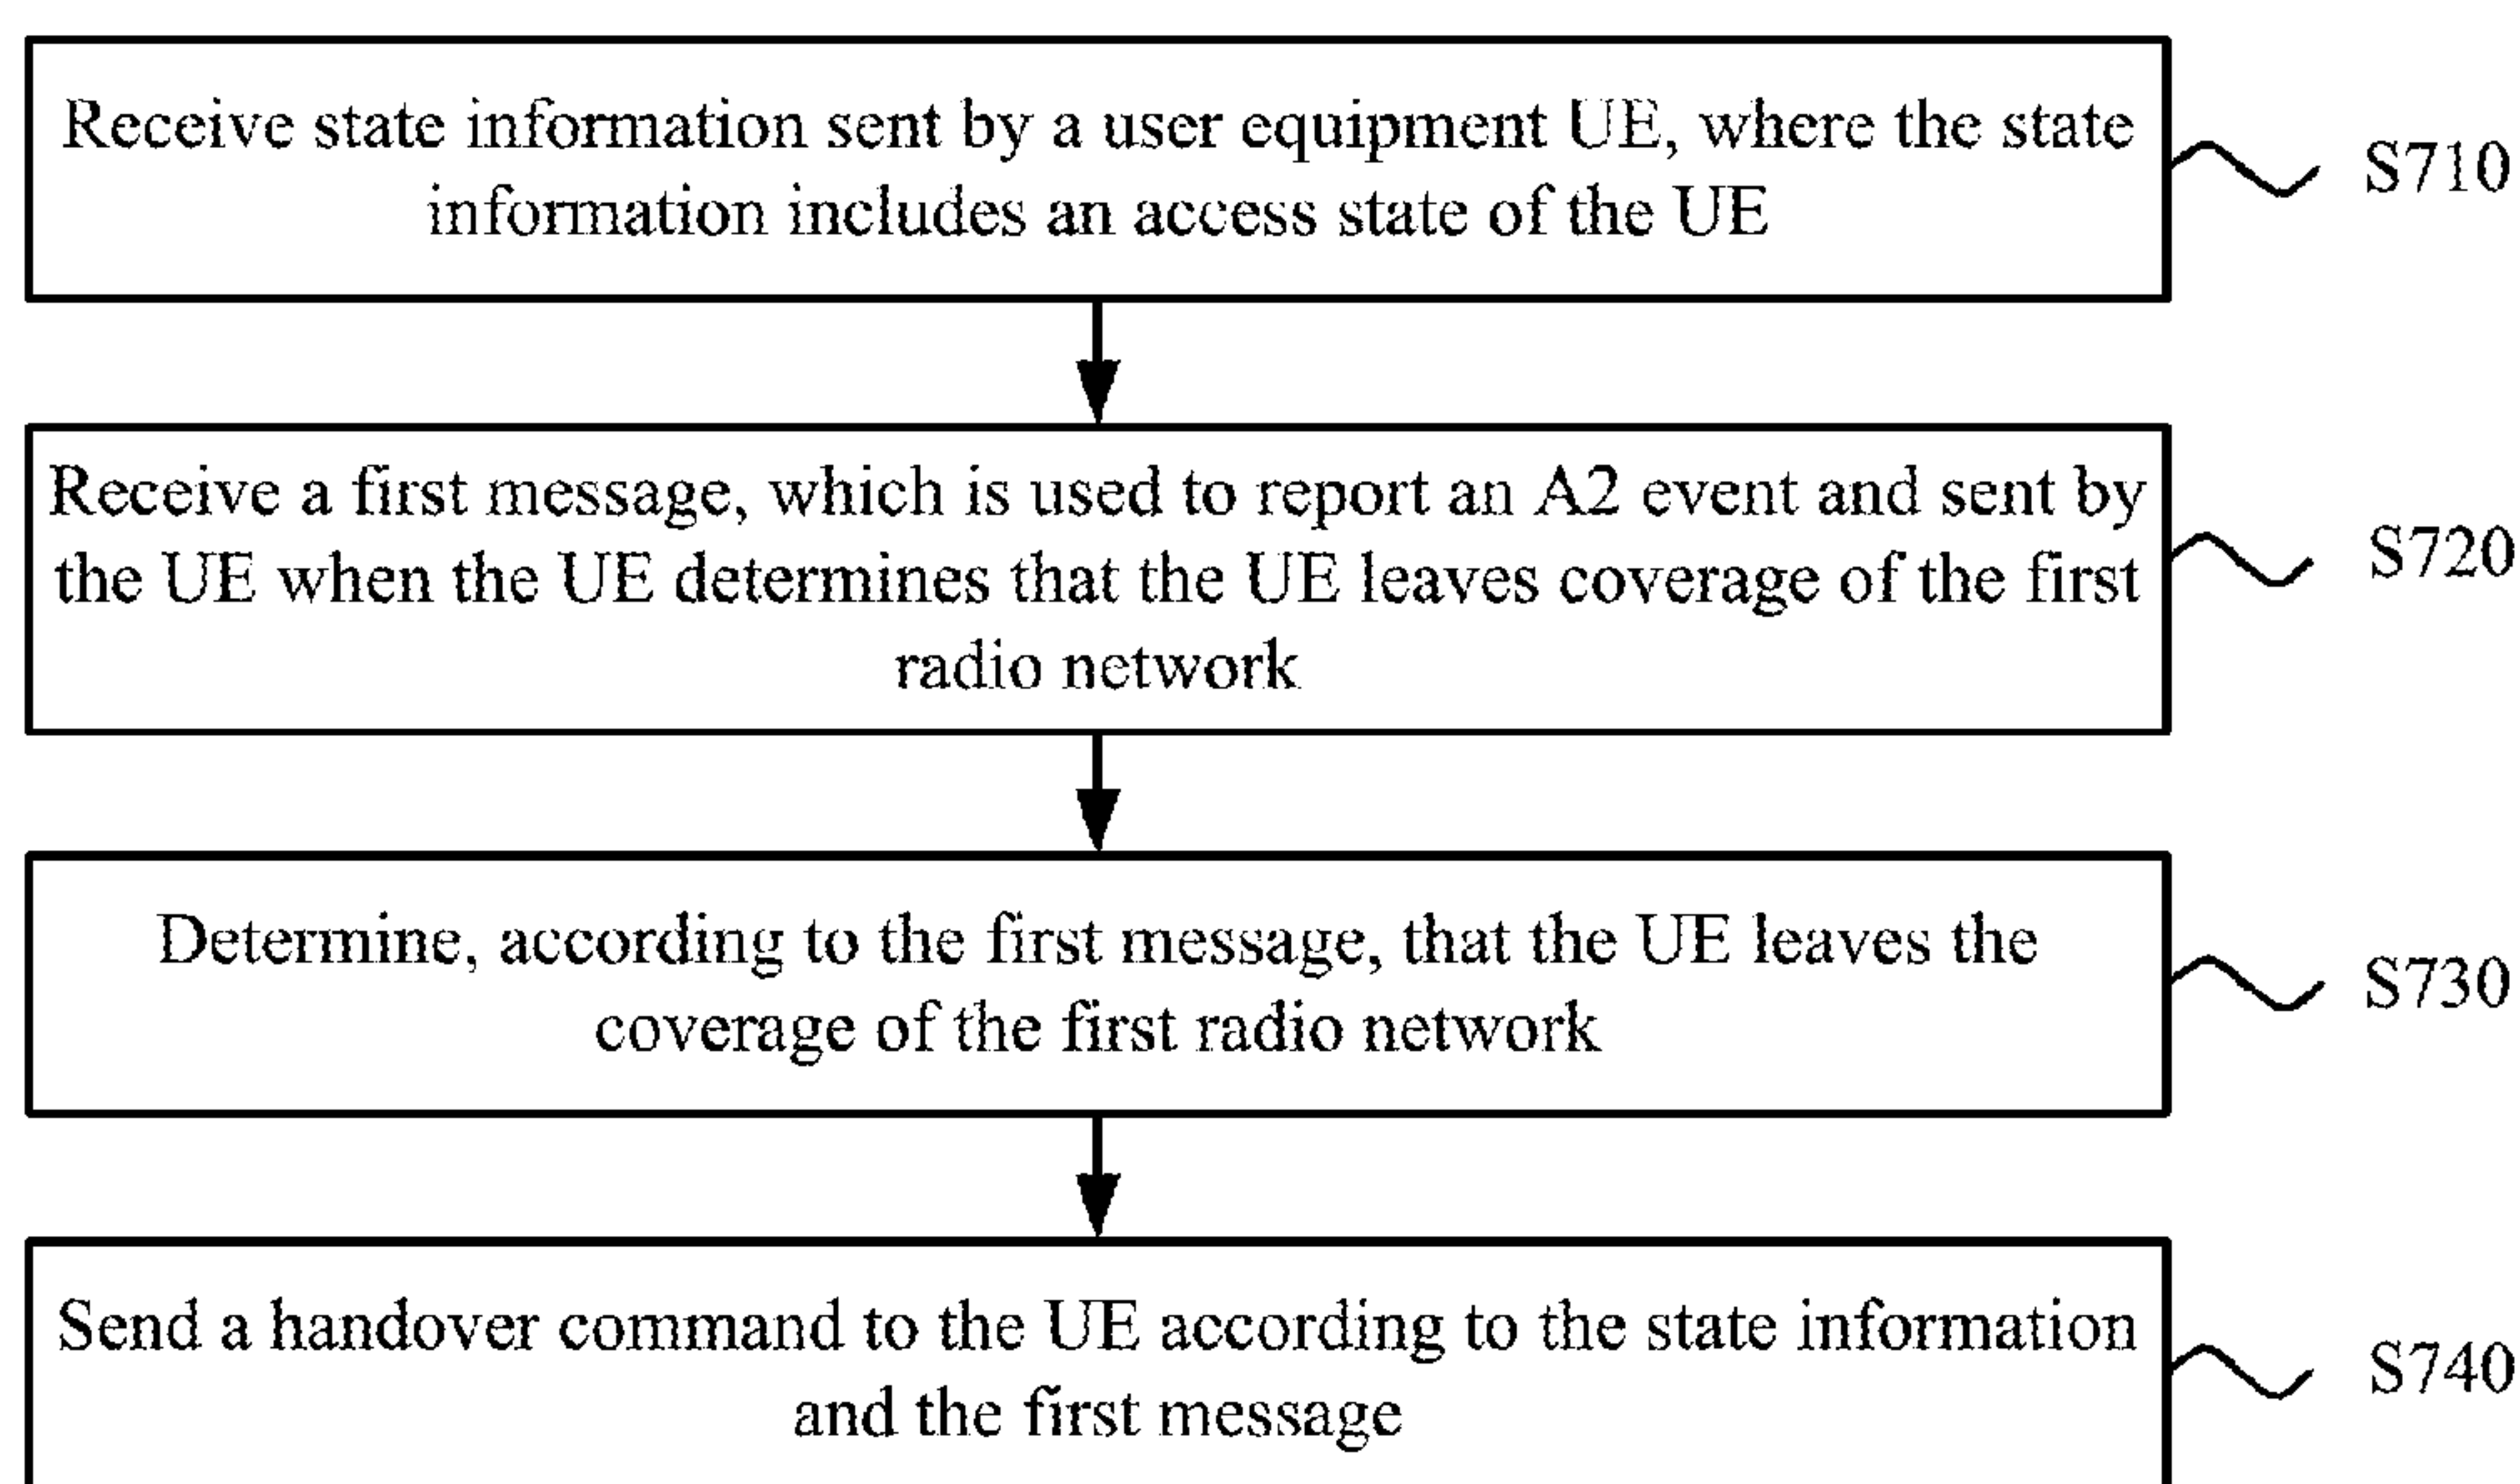 Receive state information sent by a user equipment UE, where the state
information includes an access state of the UE
S710
Receive a first message, which is used to report an A2 event and sent by
the UE when the UE determines that the UE leaves coverage of the first
radio network
S720
Determine, according to the first message, that the UE leaves the
coverage of the first radio network
S730
Send a handover command to the UE according to the state information
and the first message
S740